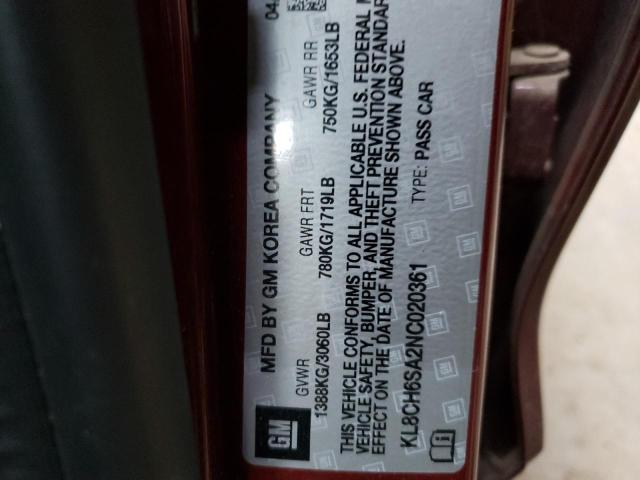 04
GM
MFD BY GM KOREA COMPANY
GVWR GAWR FRT GAWR RR
1388KG/3060LB 780KG/1719LB 750KG/1653LB
THIS VEHICLE CONFORMS TO ALL APPLICABLE U.S. FEDERAL
VEHICLE SAFETY, BUMPER, AND THEFT PREVENTION STANDAR
EFFECT ON THE DATE OF MANUFACTURE SHOWN ABOVE.
KL8CH6SA2NC020361 TYPE: PASS CAR